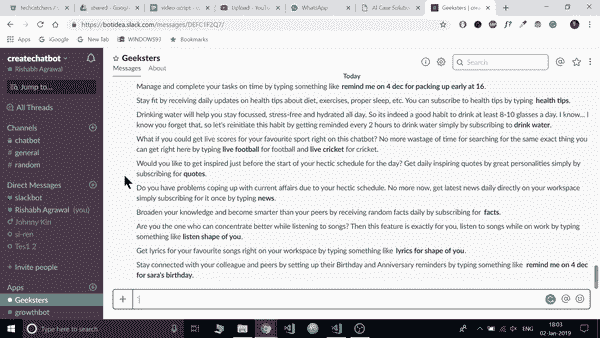 techcatchers /
shared - Google
video-script -
Upload - YouTu
WhatsApp
AI Case Solutio
Geeksters | cre
https://botidea.slack.com/messages/DEFC1F2Q7/
Apps
iGoogle
New Tab
WINDOWS93
Bookmarks
createchatbot
Rishabh Agrawal
Jump to...
All Threads
Channels
chatbot
# general
# random
Direct Messages
slackbot
Rishabh Agrawal (you)
Johnny Kin
si-ren
Tes1 2
+ Invite people
Apps
Geeksters
growthbot
Geeksters
Messages About
Search
Today
Manage and complete your tasks on time by typing something like remind me on 4 dec for packing up early at 16.
Stay fit by receiving daily updates on health tips about diet, exercises, proper sleep, etc. You can subscribe to health tips by typing health tips.
Drinking water will help you stay focussed, stress-free and hydrated all day. So its indeed a good habit to drink at least 8-10 glasses a day. I know... I
know you forget that, so let's reinitiate this habit by getting reminded every 2 hours to drink water simply by subscribing to drink water.
What if you could get live scores for your favourite sport right on this chatbot? No more wastage of time for searching for the same exact thing you
can get right here by typing live football for football and live cricket for cricket.
Would you like to get inspired just before the start of your hectic schedule for the day? Get daily inspiring quotes by great personalities simply by
subscribing for quotes.
Do you have problems coping up with current affairs due to your hectic schedule. No more now, get latest news daily directly on your workspace
simply subscribing for it once by typing news.
Broaden your knowledge and become smarter than your peers by receiving random facts daily by subscribing for facts.
Are you the one who can concentrate better while listening to songs? Then this feature is exactly for you, listen to songs while on work by typing
something like listen shape of you.
Get lyrics for your favourite songs right on your workspace by typing something like lyrics for shape of you.
Stay connected with your colleague and peers by setting up their Birthday and Anniversary reminders by typing something like remind me on 4 dec
for sara's birthday.
Type here to search
ENG
18:03
02-Jan-2019